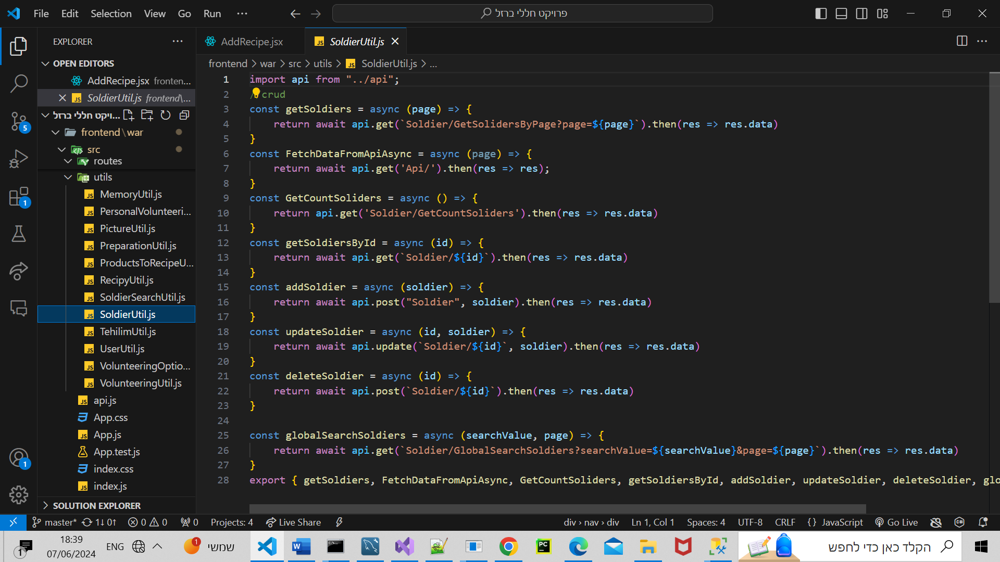 File Edit Selection View Go Run ...
פרויקט חללי ברזל
EXPLORER
OPEN EDITORS
AddRecipe.jsx fronten...
SoldierUtil.js frontend\...
...ויקט חללי ברזל
frontend\war
src
routes
utils
MemoryUtil.js
PersonalVolunteeri...
PictureUtil.js
PreparationUtil.js
ProductsToRecipeU...
RecipyUtil.js
SoldierSearchUtil.js
SoldierUtil.js
TehilimUtil.js
UserUtil.js
VolunteeringOptio...
VolunteeringUtil.js
api.js
App.css
App.js
App.test.js
index.css
index.js
SOLUTION EXPLORER
5
1
1
AddRecipe.jsx SoldierUtil.js
frontend > war > src > utils > SoldierUtil.js > ...
1 import api from "../api";
2 /crud
3 const getSoldiers = async (page) => {
4 return await api.get(`Soldier/GetSolidersByPage?page=${page}`).then(res => res.data)
5 }
6 const FetchDataFromApiAsync = async (page) => {
7 return await api.get('Api/').then(res => res);
8 }
9 const GetCountSoliders = async () => {
10 return api.get('Soldier/GetCountSoliders').then(res => res.data)
11 }
12 const getSoldiersById = async (id) => {
13 return await api.get(`Soldier/${id}`).then(res => res.data)
14 }
15 const addSoldier = async (soldier) => {
16 return await api.post("Soldier", soldier).then(res => res.data)
17 }
18 const updateSoldier = async (id, soldier) => {
19 return await api.update(`Soldier/${id}`, soldier).then(res => res.data)
20 }
21 const deleteSoldier = async (id) => {
22 return await api.post(`Soldier/${id}`).then(res => res.data)
23 }
24
25 const globalSearchSoldiers = async (searchValue, page) => {
26 return await api.get(`Soldier/GlobalSearchSoldiers?searchValue=${searchValue}&page=${page}`).then(res => res.data)
27 }
28 export { getSoldiers, FetchDataFromApiAsync, GetCountSoliders, getSoldiersById, addSoldier, updateSoldier, deleteSoldier, glo
master* 1↓ 0↑ 0 0 0 Projects: 4 Live Share div › nav › div Ln 1, Col 1 Spaces: 4 UTF-8 CRLF {} JavaScript Go Live
1 18:39 ENG 1 שמשי הקלד כאן כדי לחפש
07/06/2024